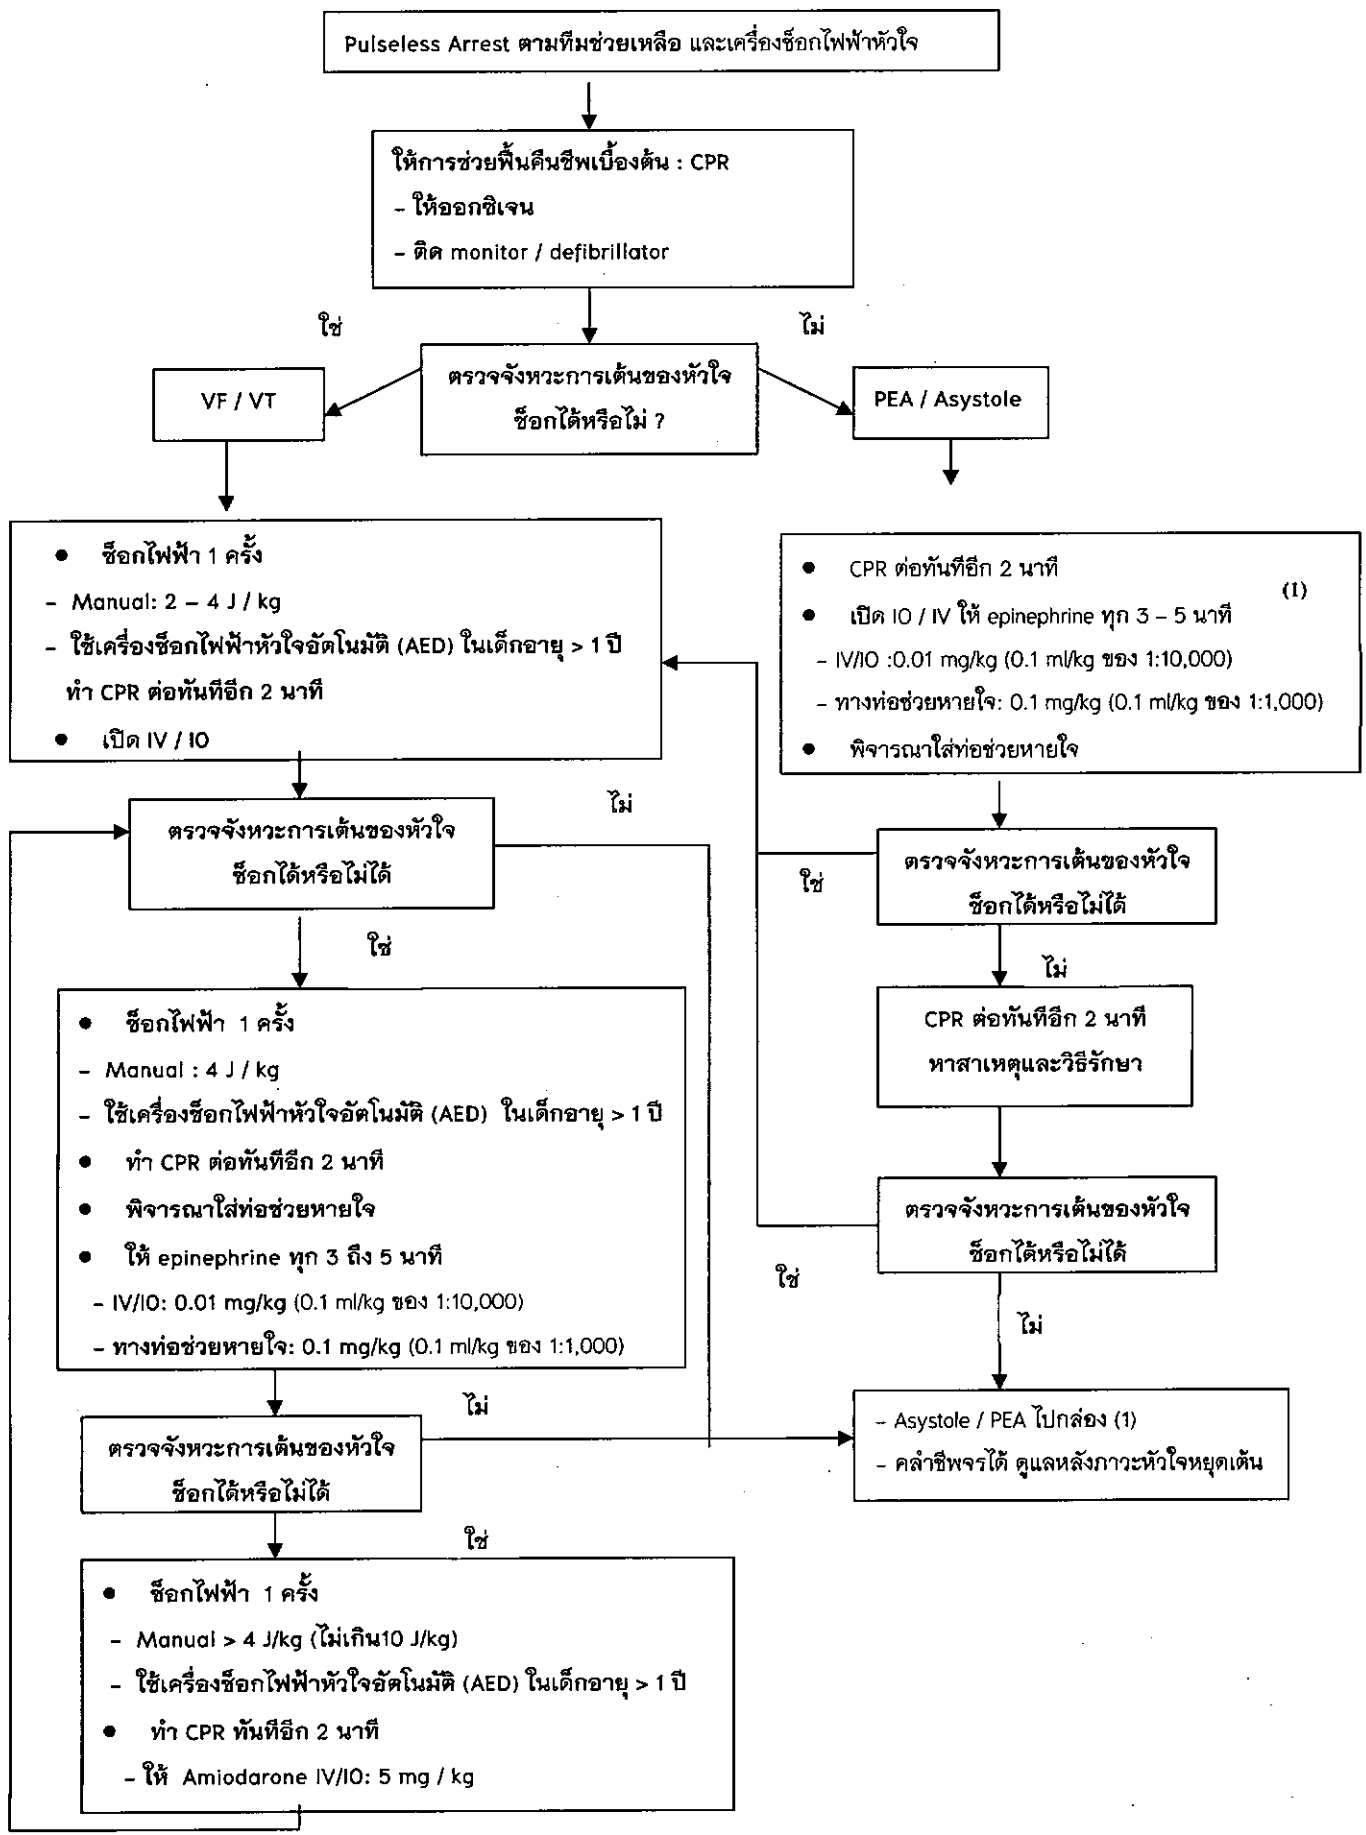 Pulseless Arrest ตามทีมช่วยเหลือ และเครื่องช็อกไฟฟ้าหัวใจ
ให้การช่วยฟื้นคืนชีพเบื้องต้น : CPR
– ให้ออกซิเจน
– ติด monitor / defibrillator
ใช่
ไม่
ตรวจจังหวะการเต้นของหัวใจ
ช็อกได้หรือไม่ ?
VF / VT
PEA / Asystole
● ช็อกไฟฟ้า 1 ครั้ง
– Manual: 2 – 4 J / kg
– ใช้เครื่องช็อกไฟฟ้าหัวใจอัตโนมัติ (AED) ในเด็กอายุ > 1 ปี
ทำ CPR ต่อทันทีอีก 2 นาที
● เปิด IV / IO
● CPR ต่อทันทีอีก 2 นาที
(1)
● เปิด IO / IV ให้ epinephrine ทุก 3 – 5 นาที
– IV/IO :0.01 mg/kg (0.1 ml/kg ของ 1:10,000)
– ทางท่อช่วยหายใจ: 0.1 mg/kg (0.1 ml/kg ของ 1:1,000)
● พิจารณาใส่ท่อช่วยหายใจ
ไม่
ตรวจจังหวะการเต้นของหัวใจ
ช็อกได้หรือไม่ได้
ใช่
ตรวจจังหวะการเต้นของหัวใจ
ช็อกได้หรือไม่ได้
ใช่
ไม่
● ช็อกไฟฟ้า 1 ครั้ง
– Manual : 4 J / kg
– ใช้เครื่องช็อกไฟฟ้าหัวใจอัตโนมัติ (AED) ในเด็กอายุ > 1 ปี
● ทำ CPR ต่อทันทีอีก 2 นาที
● พิจารณาใส่ท่อช่วยหายใจ
● ให้ epinephrine ทุก 3 ถึง 5 นาที
– IV/IO: 0.01 mg/kg (0.1 ml/kg ของ 1:10,000)
– ทางท่อช่วยหายใจ: 0.1 mg/kg (0.1 ml/kg ของ 1:1,000)
CPR ต่อทันทีอีก 2 นาที
หาสาเหตุและวิธีรักษา
ตรวจจังหวะการเต้นของหัวใจ
ช็อกได้หรือไม่ได้
ใช่
ไม่
ไม่
ตรวจจังหวะการเต้นของหัวใจ
ช็อกได้หรือไม่ได้
ใช่
– Asystole / PEA ไปกล่อง (1)
– คลำชีพจรได้ ดูแลหลังภาวะหัวใจหยุดเต้น
● ช็อกไฟฟ้า 1 ครั้ง
– Manual > 4 J/kg (ไม่เกิน10 J/kg)
– ใช้เครื่องช็อกไฟฟ้าหัวใจอัตโนมัติ (AED) ในเด็กอายุ > 1 ปี
● ทำ CPR ทันทีอีก 2 นาที
– ให้ Amiodarone IV/IO: 5 mg / kg